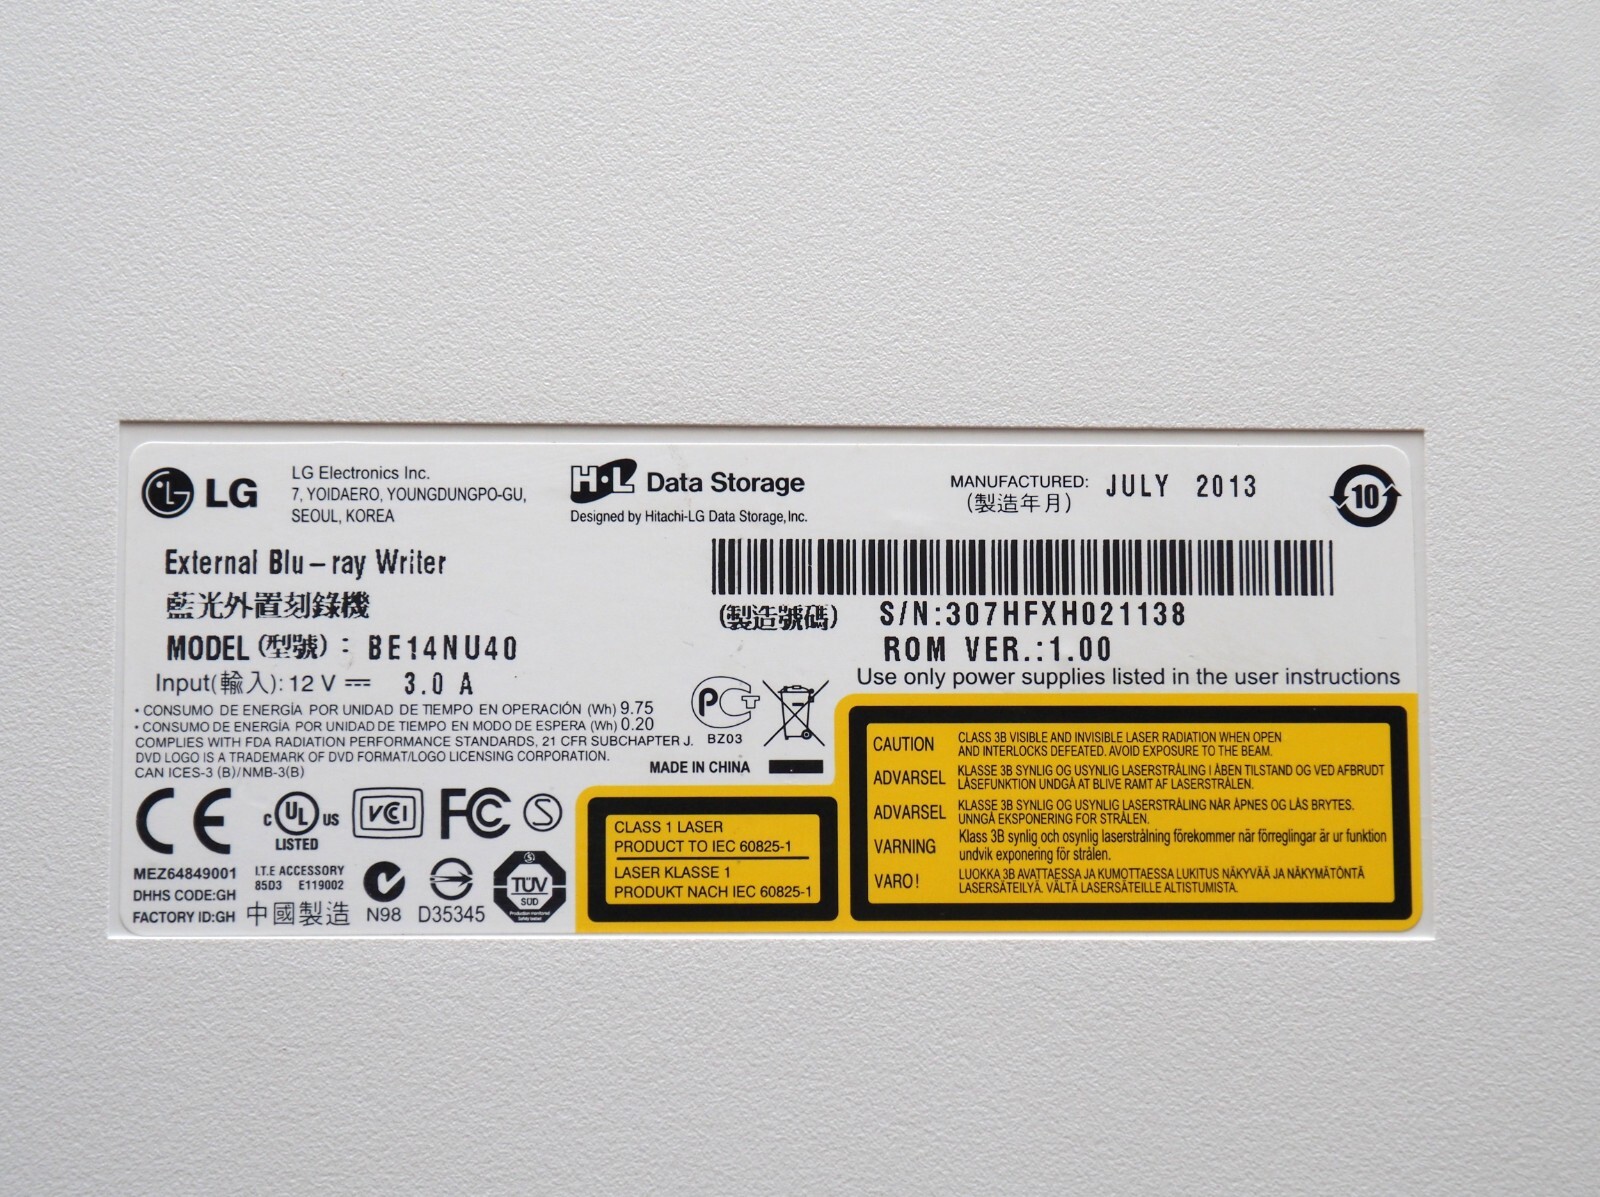 LG
LG Electronics Inc.
7, YOIDAERO, YOUNGDUNGPO-GU,
SEOUL, KOREA
H·L Data Storage
Designed by Hitachi-LG Data Storage, Inc.
MANUFACTURED: JULY 2013
(製造年月)
10
External Blu-ray Writer
藍光外置刻錄機
MODEL (型號) : BE14NU40
Input(輸入): 12 V ⎓ 3.0 A
(製造號碼) S/N:307HFXH021138
ROM VER.:1.00
Use only power supplies listed in the user instructions
• CONSUMO DE ENERGÍA POR UNIDAD DE TIEMPO EN OPERACIÓN (Wh) 9.75
• CONSUMO DE ENERGÍA POR UNIDAD DE TIEMPO EN MODO DE ESPERA (Wh) 0.20
COMPLIES WITH FDA RADIATION PERFORMANCE STANDARDS, 21 CFR SUBCHAPTER J.
DVD LOGO IS A TRADEMARK OF DVD FORMAT/LOGO LICENSING CORPORATION.
CAN ICES-3 (B)/NMB-3(B)
PCT
BZ03
MADE IN CHINA
CE
C UL US
LISTED
VCI
FC
S
MEZ64849001
DHHS CODE:GH
FACTORY ID:GH
I.T.E ACCESSORY
85D3 E119002
中國製造
N98
D35345
TÜV
SÜD
Production monitored
Safety tested
CLASS 1 LASER
PRODUCT TO IEC 60825-1
LASER KLASSE 1
PRODUKT NACH IEC 60825-1
CAUTION CLASS 3B VISIBLE AND INVISIBLE LASER RADIATION WHEN OPEN
AND INTERLOCKS DEFEATED. AVOID EXPOSURE TO THE BEAM.
ADVARSEL KLASSE 3B SYNLIG OG USYNLIG LASERSTRÅLING I ÅBEN TILSTAND OG VED AFBRUDT
LÅSEFUNKTION UNDGÅ AT BLIVE RAMT AF LASERSTRÅLEN.
ADVARSEL KLASSE 3B SYNLIG OG USYNLIG LASERSTRÅLING NÅR ÅPNES OG LÅS BRYTES.
UNNGÅ EKSPONERING FOR STRÅLEN.
VARNING Klass 3B synlig och osynlig laserstrålning förekommer när förreglingar är ur funktion
undvik exponering för strålen.
VARO! LUOKKA 3B AVATTAESSA JA KUMOTTAESSA LUKITUS NÄKYVÄÄ JA NÄKYMÄTÖNTÄ
LASERSÄTEILYÄ. VÄLTÄ LASERSÄTEILLE ALTISTUMISTA.